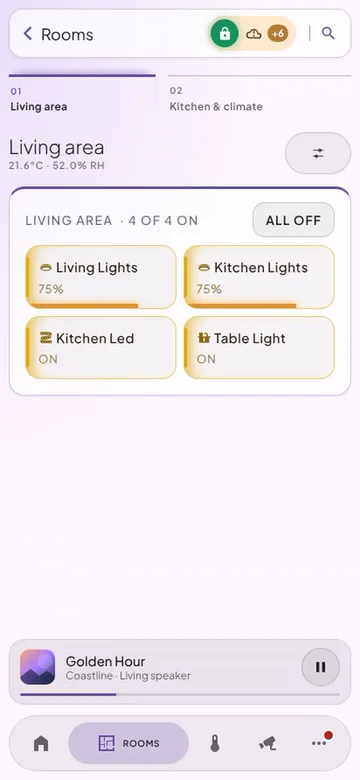 Rooms
+6
01
Living area
02
Kitchen & climate
Living area
21.6°C · 52.0% RH
LIVING AREA · 4 OF 4 ON
ALL OFF
Living Lights
75%
Kitchen Lights
75%
Kitchen Led
ON
Table Light
ON
Golden Hour
Coastline · Living speaker
ROOMS